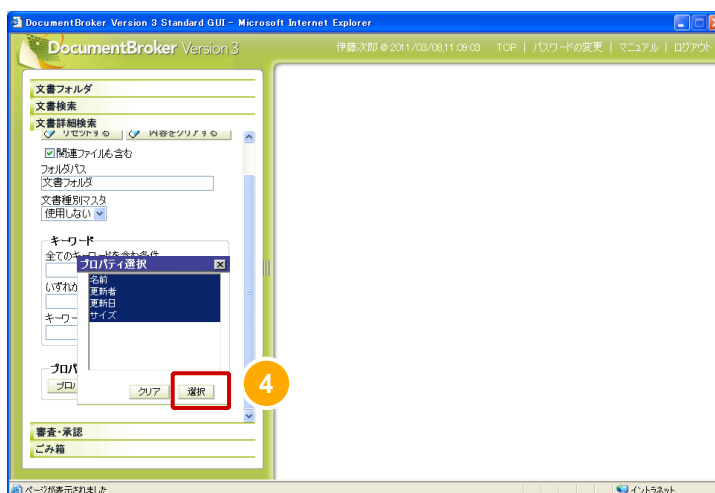 DocumentBroker Version 3 Standard GUI - Microsoft Internet Explorer
DocumentBroker Version 3
伊藤次郎 @ 2011/03/08,11:09:03 TOP | パスワードの変更 | マニュアル | ログアウト
文書フォルダ
文書検索
文書詳細検索
リセットする 内容をクリアする
関連ファイルも含む
フォルダパス
文書フォルダ
文書種別マスタ
使用しない
キーワード
全てのキーワードを含む条件
プロパティ選択
名前
いずれか
更新者
更新日
キーワー
サイズ
プロパ
プロパ
クリア 選択
4
審査・承認
ごみ箱
ページが表示されました
イントラネット